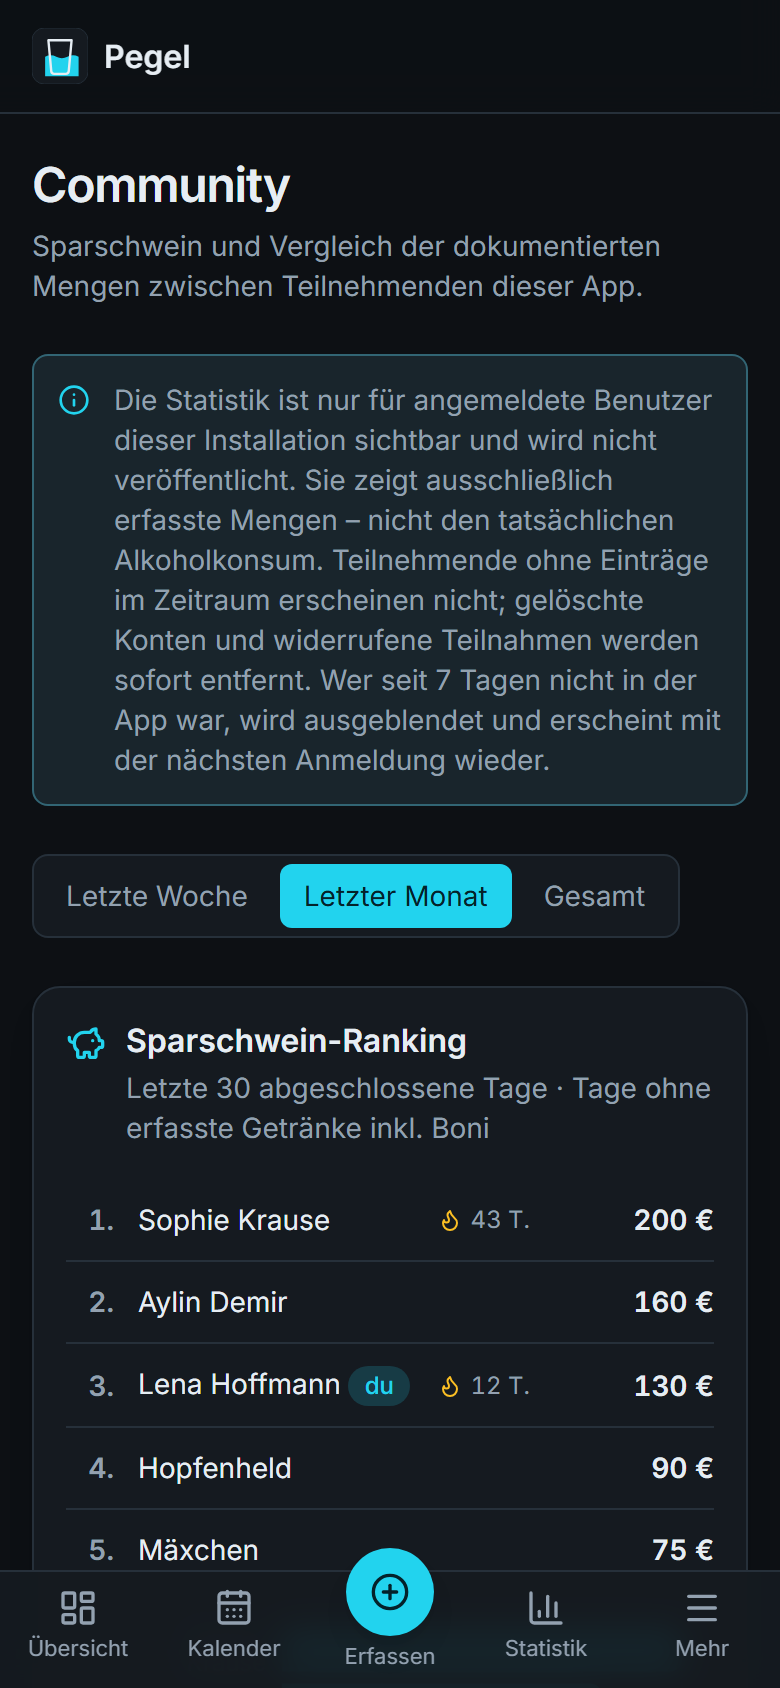 Pegel
Community
Sparschwein und Vergleich der dokumentierten
Mengen zwischen Teilnehmenden dieser App.
Die Statistik ist nur für angemeldete Benutzer
dieser Installation sichtbar und wird nicht
veröffentlicht. Sie zeigt ausschließlich
erfasste Mengen – nicht den tatsächlichen
Alkoholkonsum. Teilnehmende ohne Einträge
im Zeitraum erscheinen nicht; gelöschte
Konten und widerrufene Teilnahmen werden
sofort entfernt. Wer seit 7 Tagen nicht in der
App war, wird ausgeblendet und erscheint mit
der nächsten Anmeldung wieder.
Letzte Woche Letzter Monat Gesamt
Sparschwein-Ranking
Letzte 30 abgeschlossene Tage · Tage ohne
erfasste Getränke inkl. Boni
1. Sophie Krause 43 T. 200 €
2. Aylin Demir 160 €
3. Lena Hoffmann du 12 T. 130 €
4. Hopfenheld 90 €
5. Mäxchen 75 €
Übersicht Kalender Erfassen Statistik Mehr